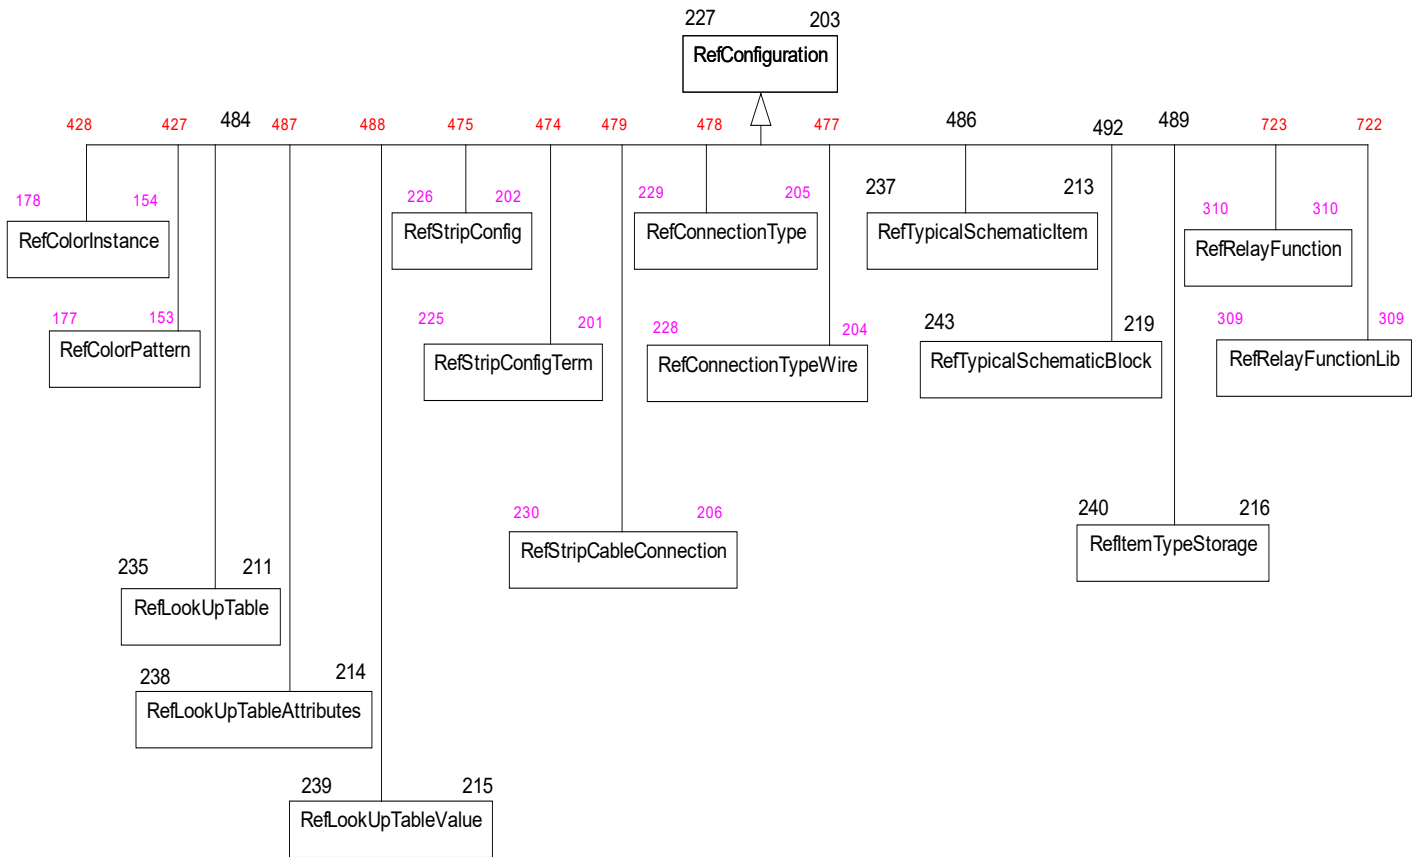 227 203
RefConfiguration
428 427 484 487 488 475 474 479 478 477 486 492 489 723 722
178 154 226 202 229 205 237 213 310 310
RefColorInstance RefStripConfig RefConnectionType RefTypicalSchematicItem RefRelayFunction
177 153 225 201 228 204 243 219 309 309
RefColorPattern RefStripConfigTerm RefConnectionTypeWire RefTypicalSchematicBlock RefRelayFunctionLib
230 206 240 216
RefStripCableConnection RefItemTypeStorage
235 211
RefLookUpTable
238 214
RefLookUpTableAttributes
239 215
RefLookUpTableValue